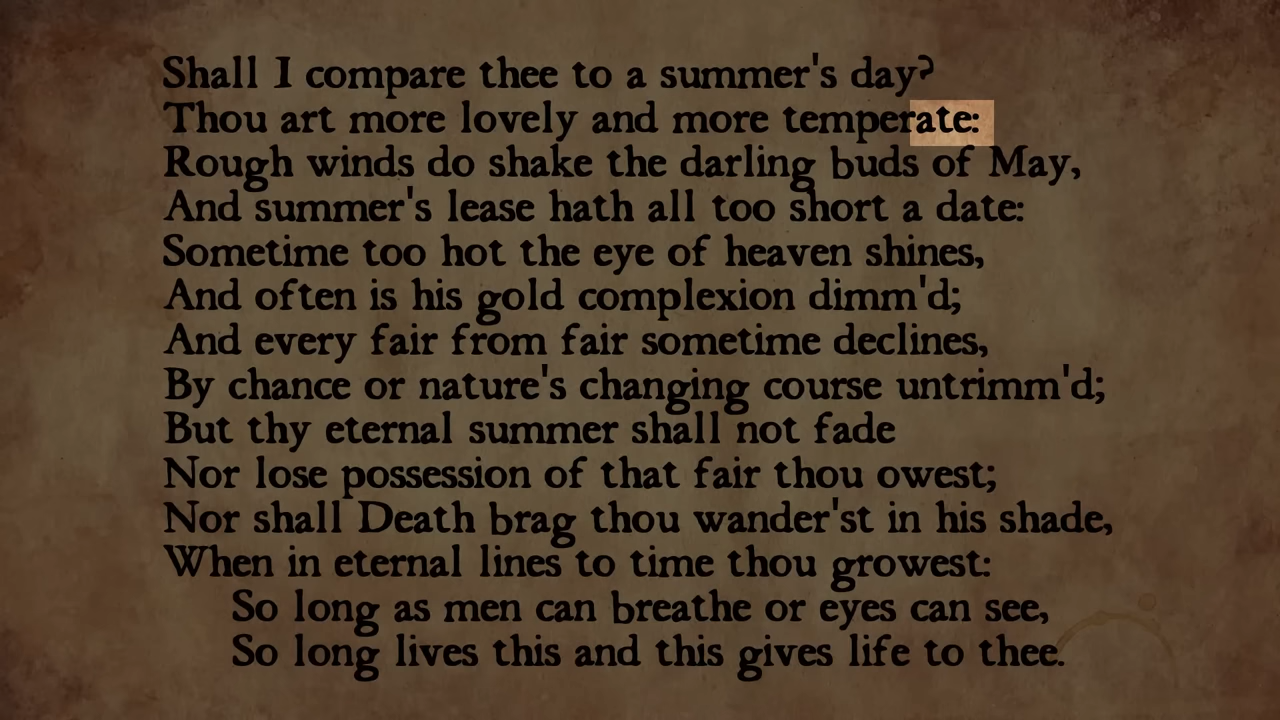 Shall I compare thee to a summer's day?
Thou art more lovely and more temperate:
Rough winds do shake the darling buds of May,
And summer's lease hath all too short a date:
Sometime too hot the eye of heaven shines,
And often is his gold complexion dimm'd;
And every fair from fair sometime declines,
By chance or nature's changing course untrimm'd;
But thy eternal summer shall not fade
Nor lose possession of that fair thou owest;
Nor shall Death brag thou wander'st in his shade,
When in eternal lines to time thou growest:
So long as men can breathe or eyes can see,
So long lives this and this gives life to thee.